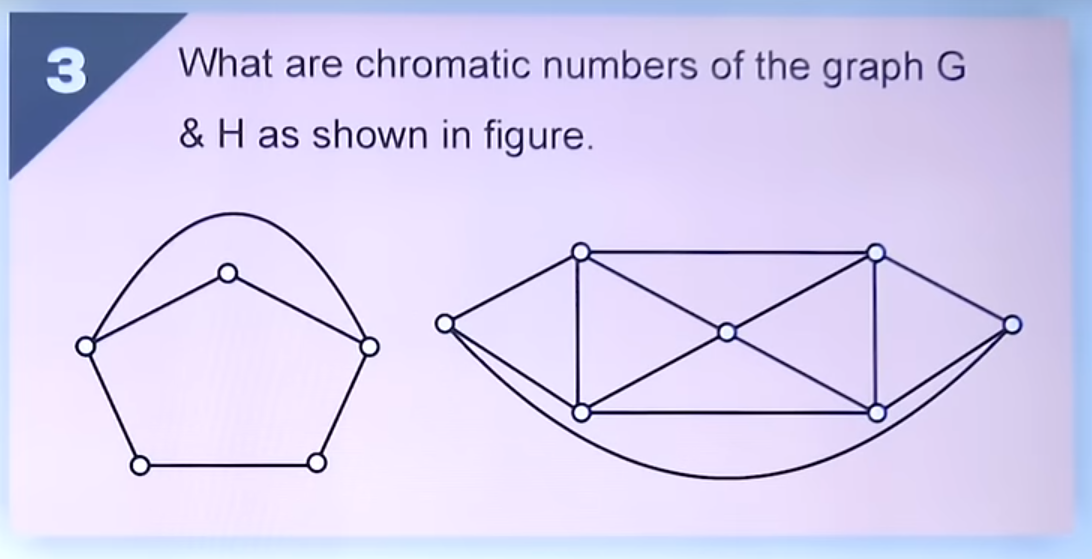 3
What are chromatic numbers of the graph G
& H as shown in figure.